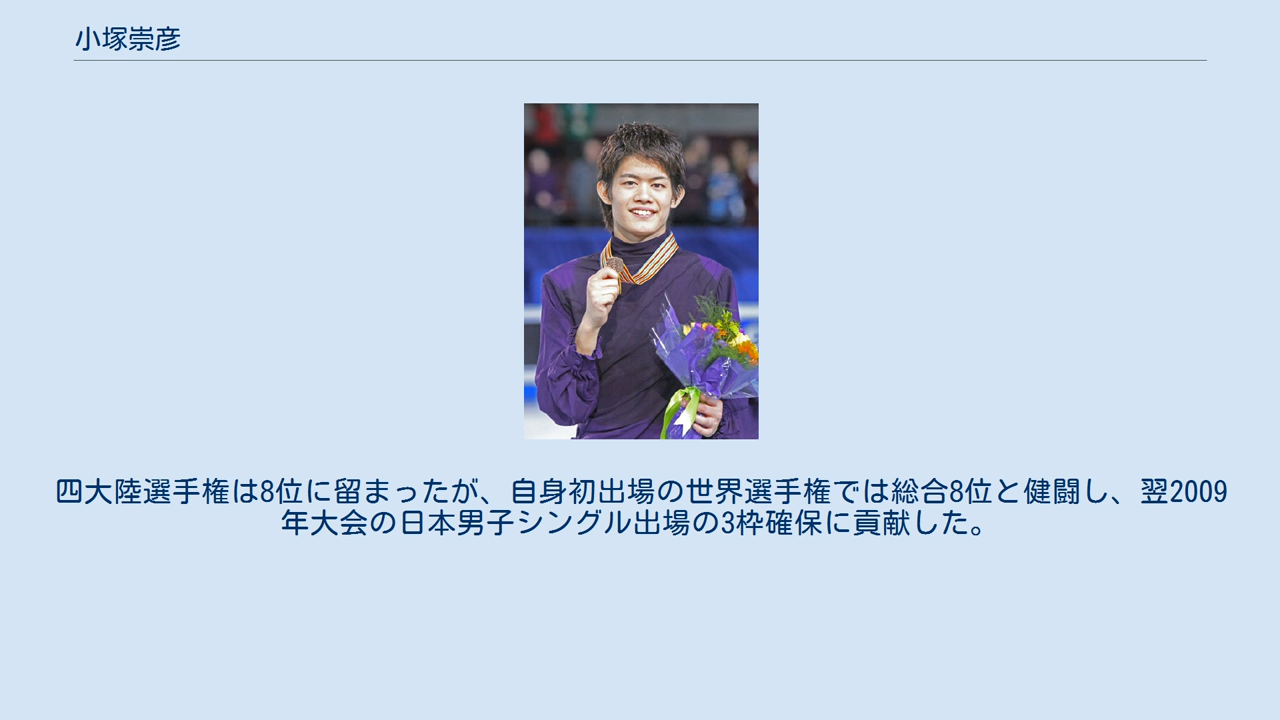 小塚崇彦
四大陸選手権は8位に留まったが、自身初出場の世界選手権では総合8位と健闘し、翌2009
年大会の日本男子シングル出場の3枠確保に貢献した。